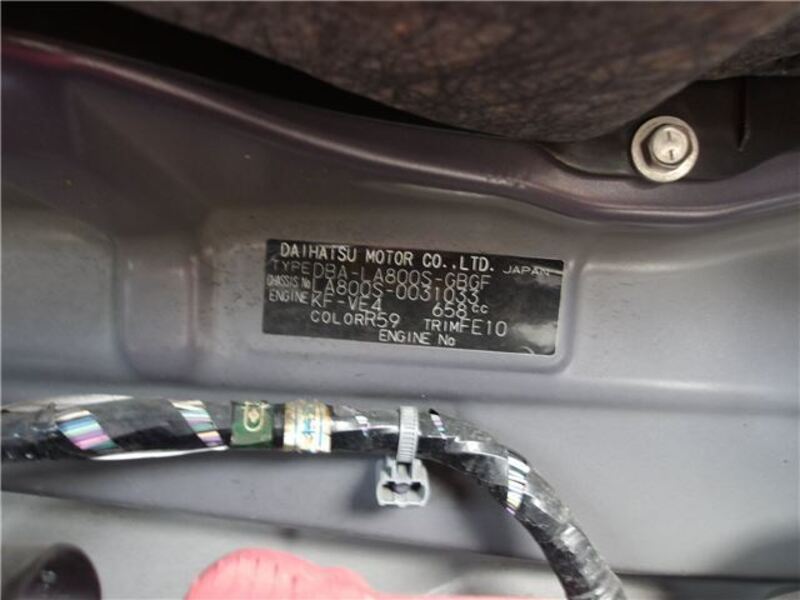 DAIHATSU MOTOR CO.,LTD. JAPAN
TYPE DBA-LA800S-GBGF
CHASSIS No LA800S-0031033
ENGINE KF-VE4 658cc
COLOR R59 TRIM FE10
ENGINE No